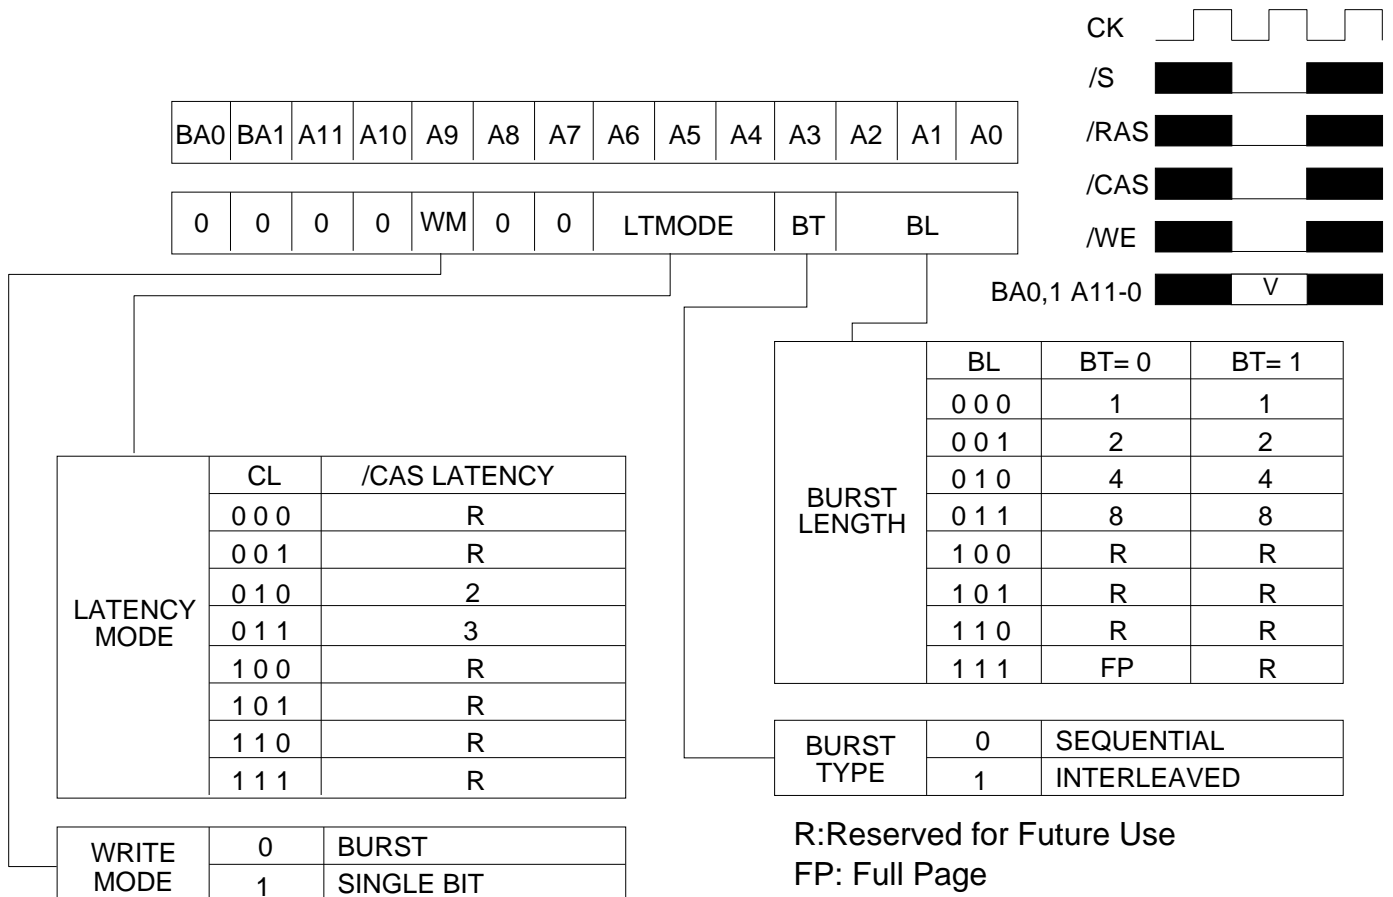 CK
/S
/RAS
/CAS
/WE
BA0,1 A11-0 V
BA0 BA1 A11 A10 A9 A8 A7 A6 A5 A4 A3 A2 A1 A0
0 0 0 0 WM 0 0 LTMODE BT BL
LATENCY
MODE
CL /CAS LATENCY
0 0 0 R
0 0 1 R
0 1 0 2
0 1 1 3
1 0 0 R
1 0 1 R
1 1 0 R
1 1 1 R
WRITE
MODE
0 BURST
1 SINGLE BIT
BURST
LENGTH
BL BT= 0 BT= 1
0 0 0 1 1
0 0 1 2 2
0 1 0 4 4
0 1 1 8 8
1 0 0 R R
1 0 1 R R
1 1 0 R R
1 1 1 FP R
BURST
TYPE
0 SEQUENTIAL
1 INTERLEAVED
R:Reserved for Future Use
FP: Full Page